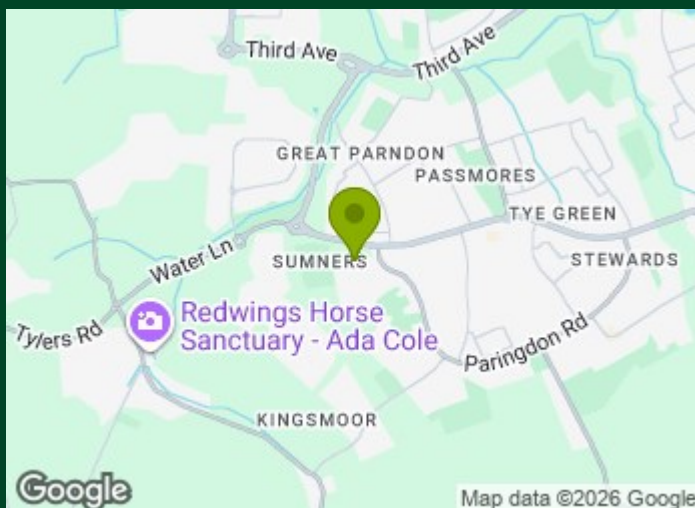 Third Ave
Third Ave
GREAT PARNDON
PASSMORES
TYE GREEN
Water Ln
SUMNERS
STEWARDS
Tylers Rd
Redwings Horse
Sanctuary - Ada Cole
Paringdon Rd
KINGSMOOR
Google
Map data ©2026 Google